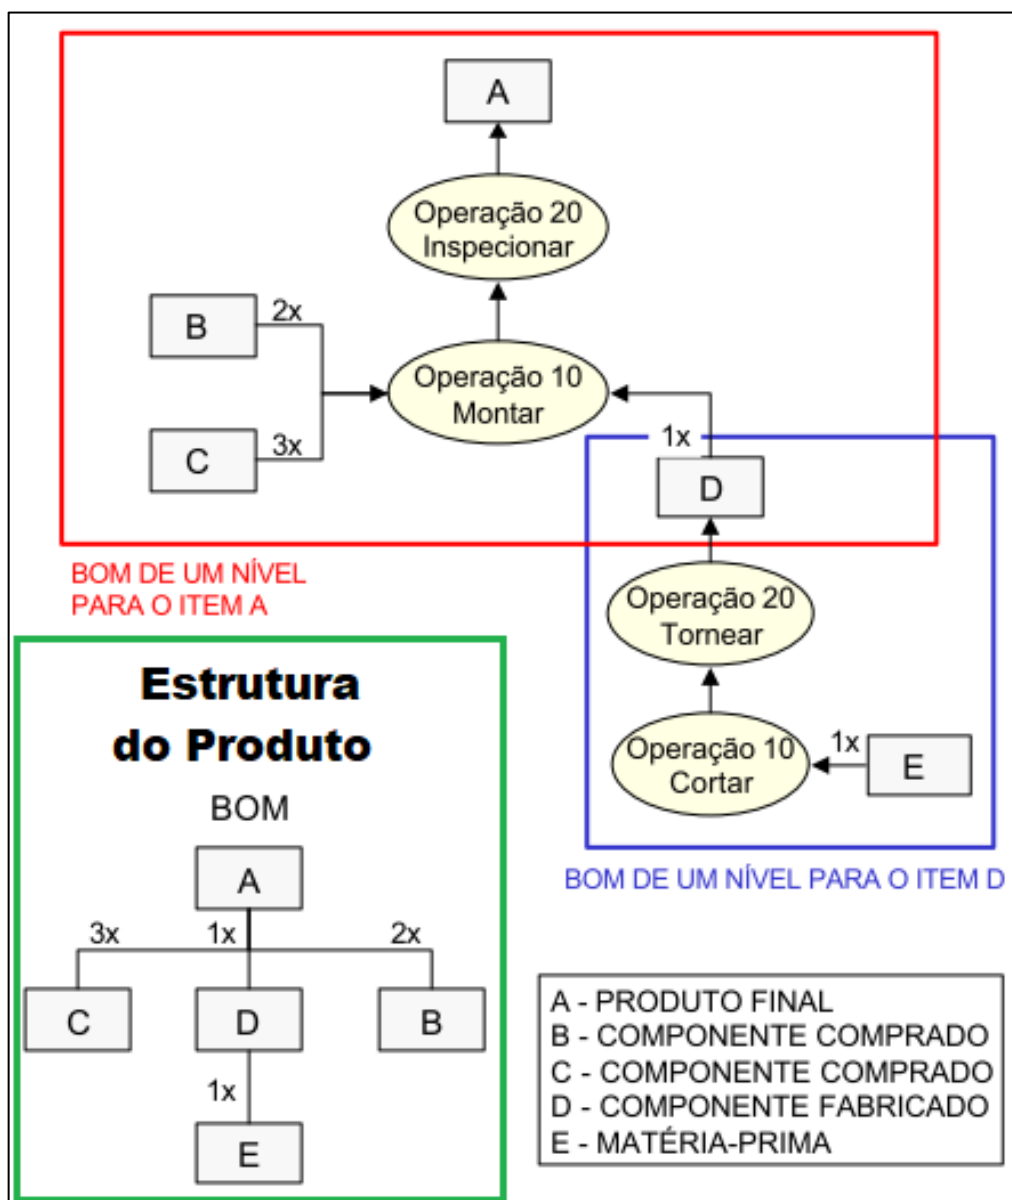 A
Operação 20
Inspecionar
B
2x
Operação 10
Montar
C
3x
1x
D
BOM DE UM NÍVEL
PARA O ITEM A
Operação 20
Tornear
Operação 10
Cortar
1x
E
BOM DE UM NÍVEL PARA O ITEM D
Estrutura
do Produto
BOM
A
3x
1x
2x
C
D
B
1x
E
A - PRODUTO FINAL
B - COMPONENTE COMPRADO
C - COMPONENTE COMPRADO
D - COMPONENTE FABRICADO
E - MATÉRIA-PRIMA